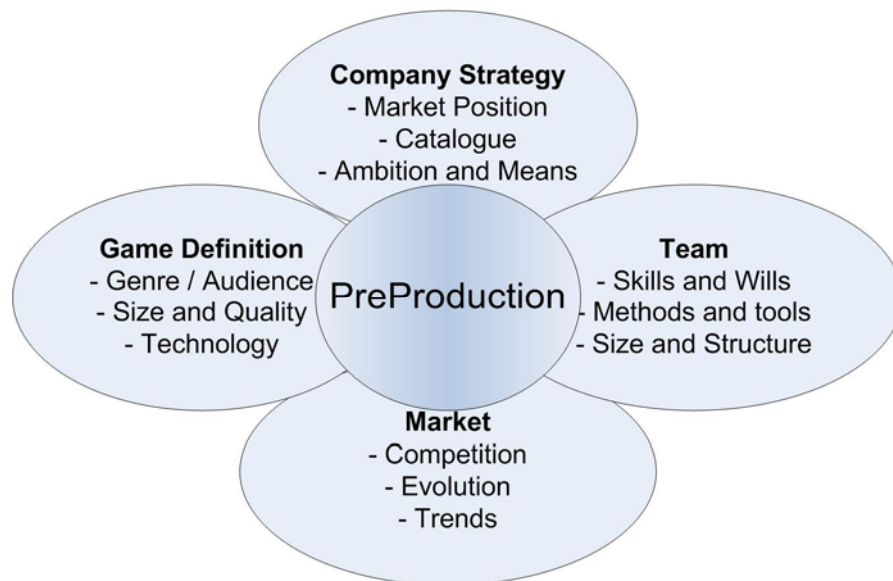 Company Strategy
- Market Position
- Catalogue
- Ambition and Means
Game Definition
- Genre / Audience
- Size and Quality
- Technology
PreProduction
Team
- Skills and Wills
- Methods and tools
- Size and Structure
Market
- Competition
- Evolution
- Trends